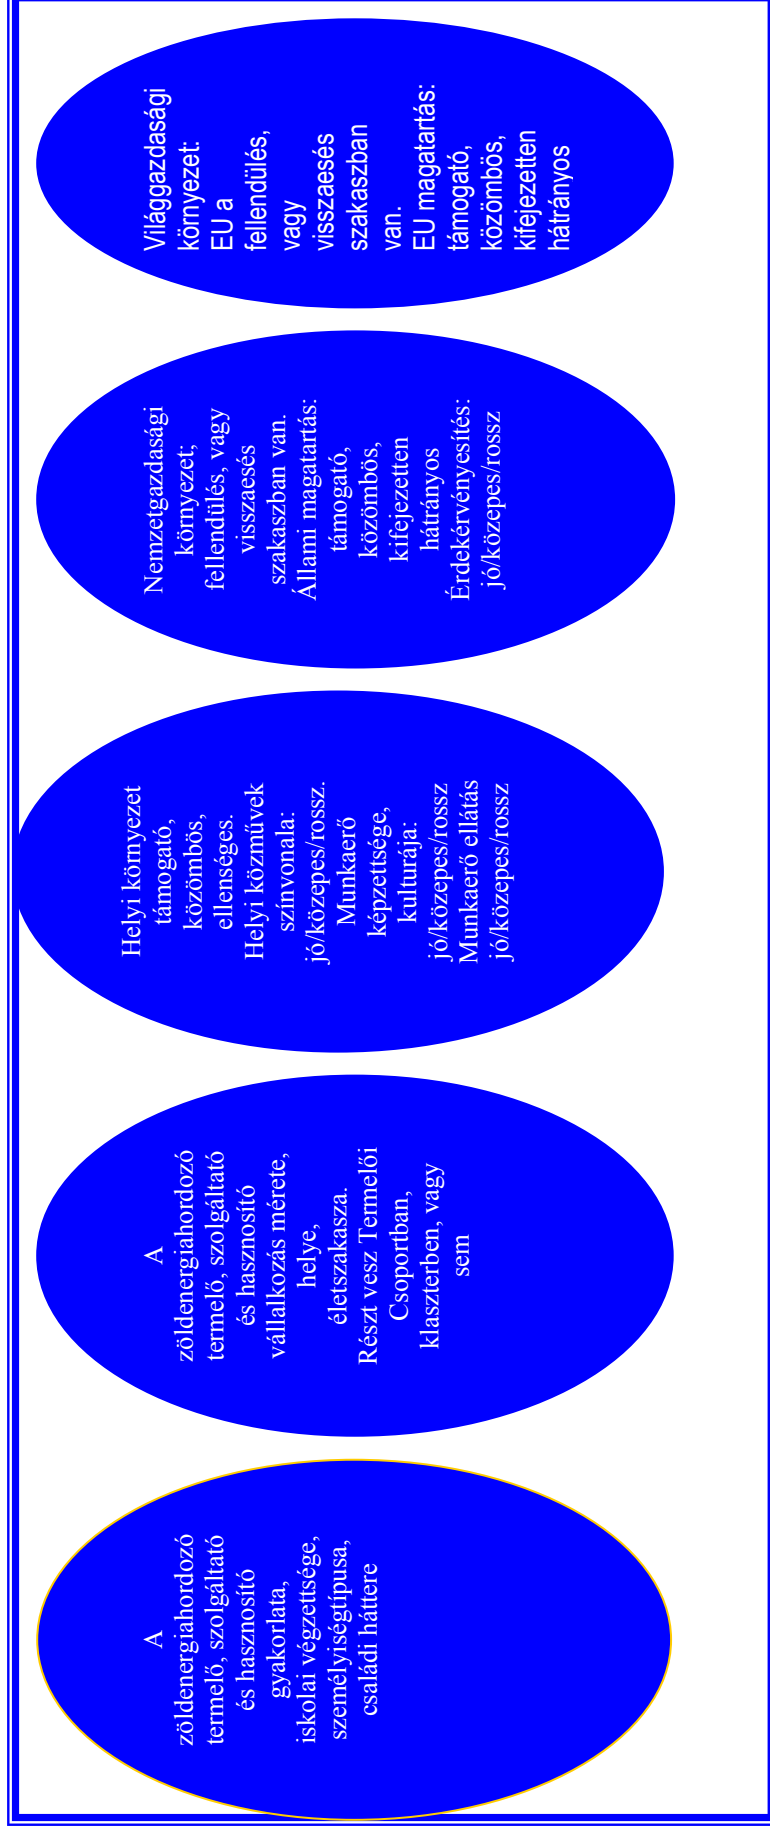 A
zöldenergiahordozó
termelő, szolgáltató
és hasznosító
gyakorlata,
iskolai végzettsége,
személyiségtípusa,
családi háttere
A
zöldenergiahordozó
termelő, szolgáltató
és hasznosító
vállalkozás mérete,
helye,
életszakasza.
Részt vesz Termelői
Csoportban,
klaszterben, vagy
sem
Helyi környezet
támogató,
közömbös,
ellenséges.
Helyi közművek
színvonala:
jó/közepes/rossz.
Munkaerő
képzettsége,
kulturája:
jó/közepes/rossz
Munkaerő ellátás
jó/közepes/rossz
Nemzetgazdasági
környezet;
fellendülés, vagy
visszaesés
szakaszban van.
Állami magatartás:
támogató,
közömbös,
kifejezetten
hátrányos
Érdekérvényesítés:
jó/közepes/rossz
Világgazdasági
környezet:
EU a
fellendülés,
vagy
visszaesés
szakaszban
van.
EU magatartás:
támogató,
közömbös,
kifejezetten
hátrányos